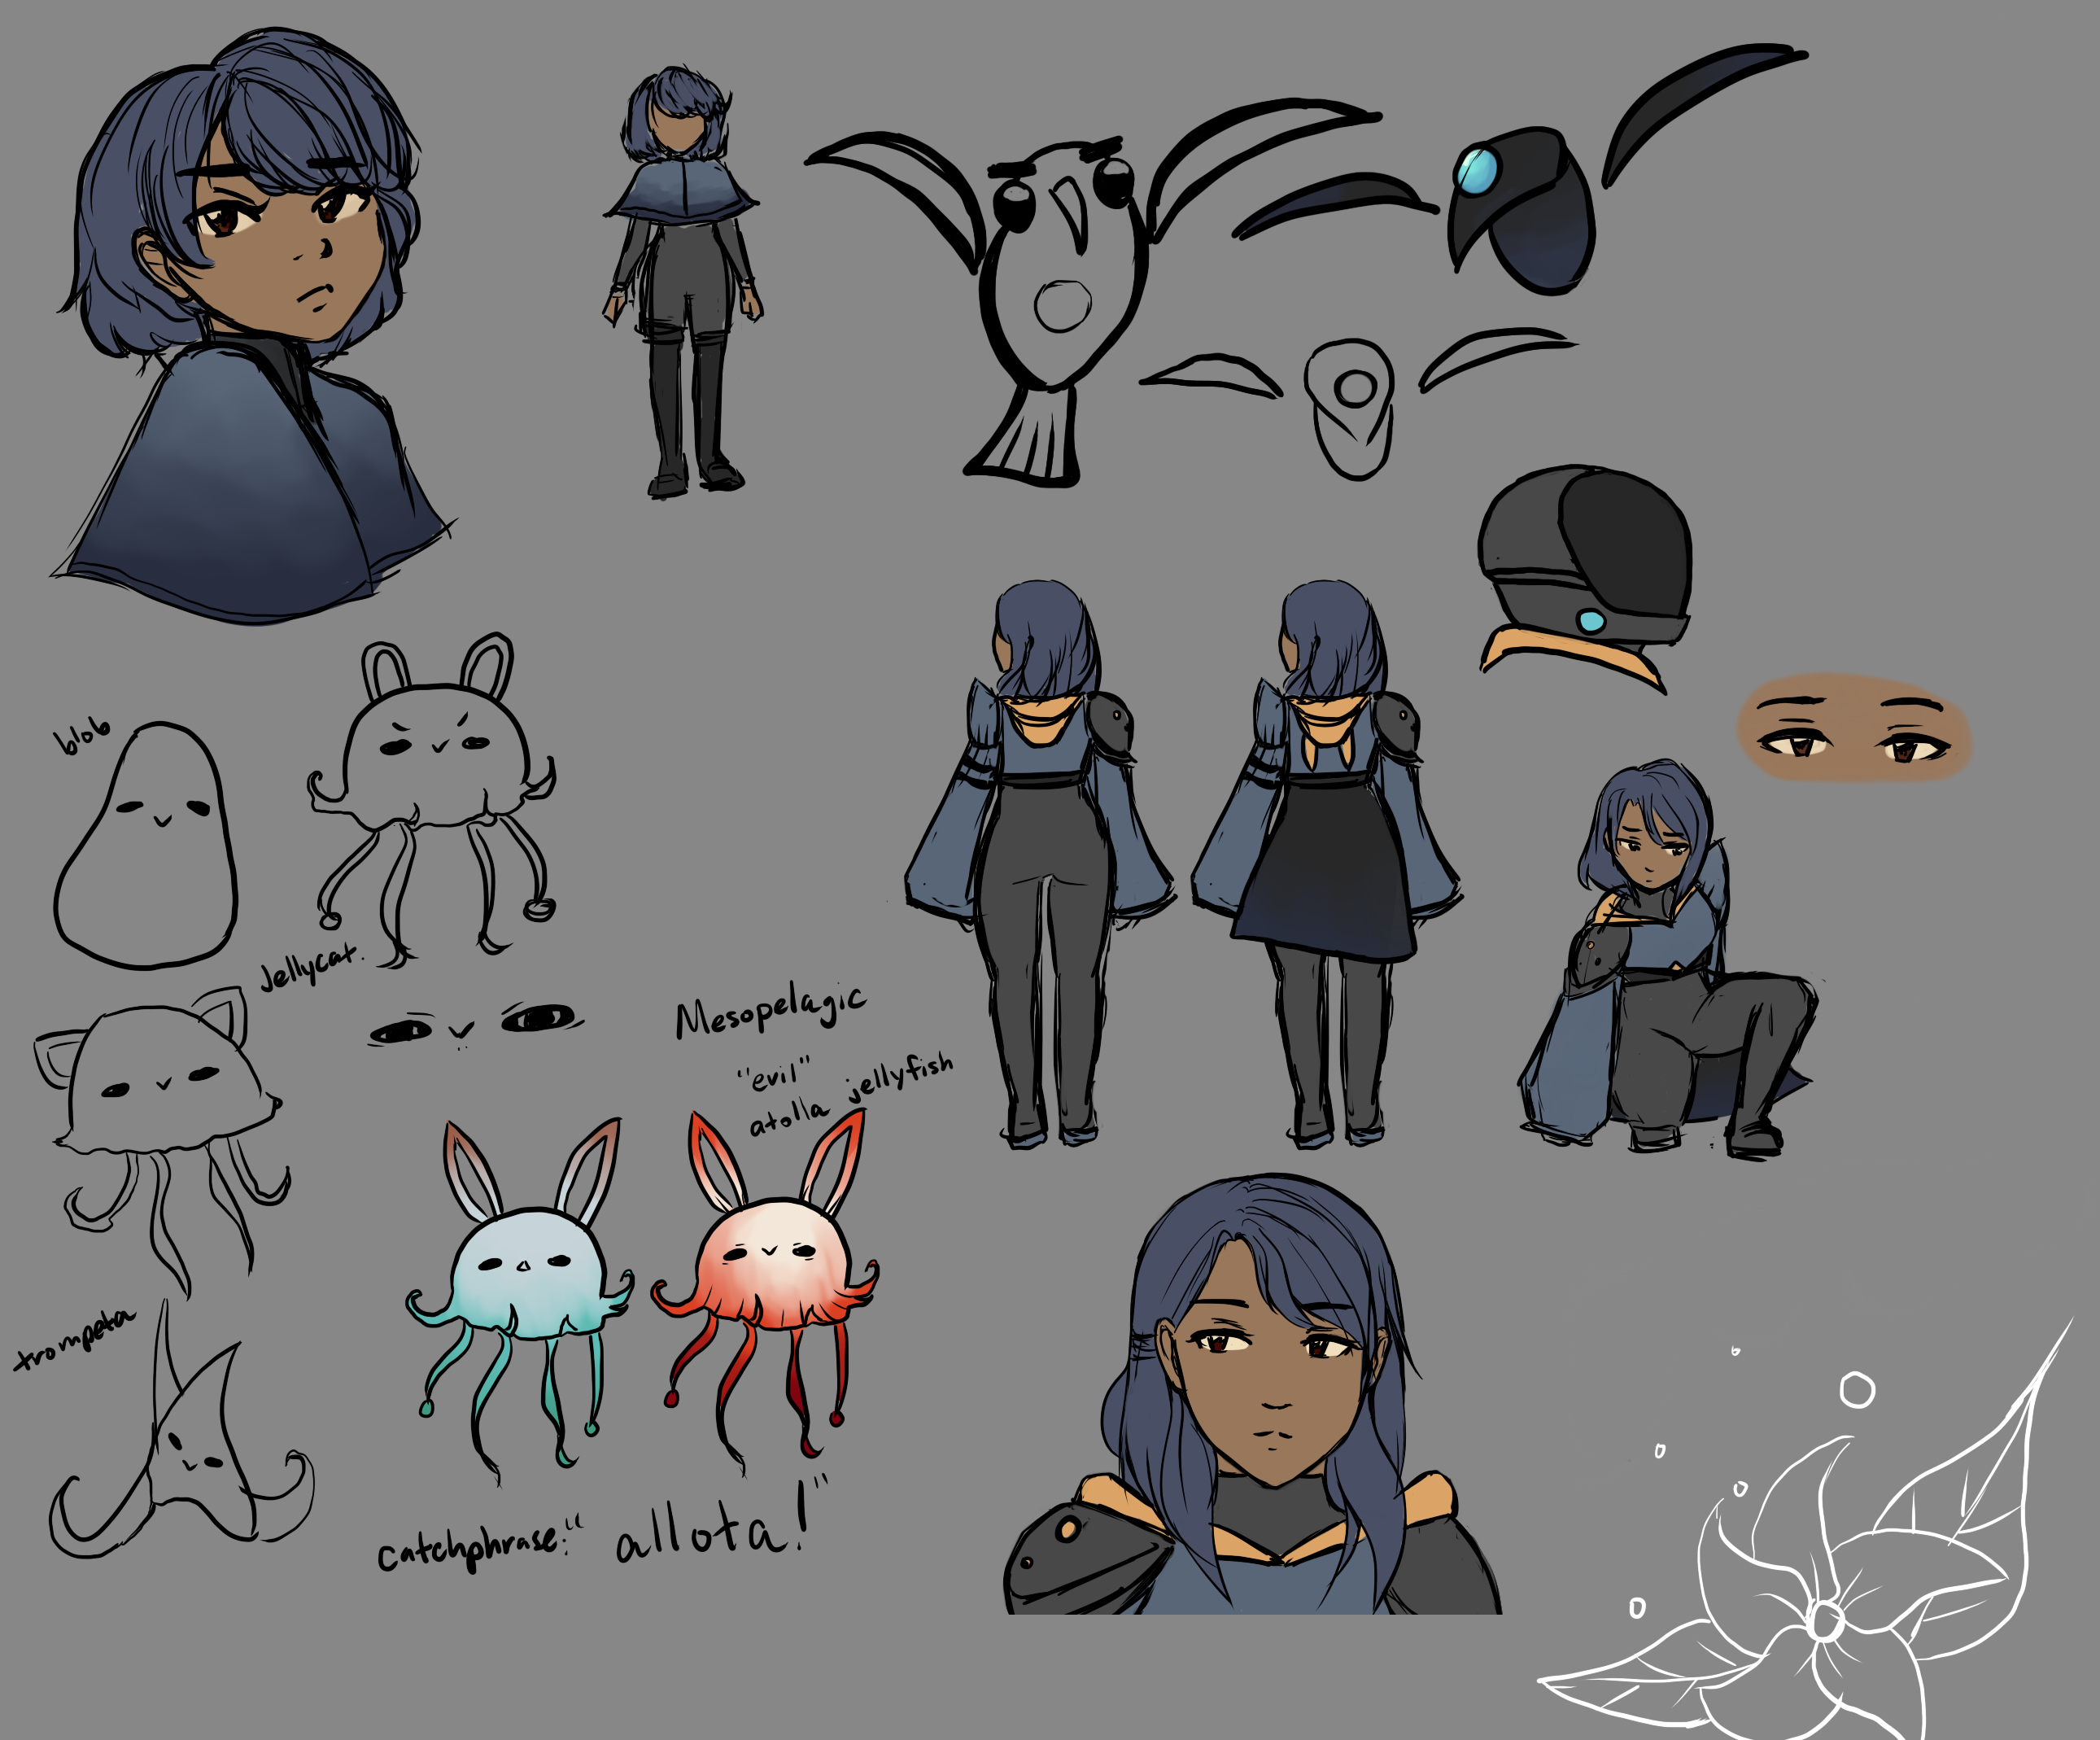 blob
Jellycat.
Mesopelagic
"evil"
atolla jellyfish
trompeta
catchphrase: "allota!"